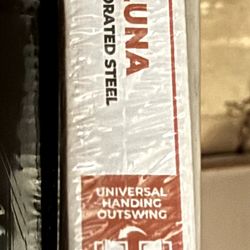 UNA
ORATED STEEL
UNIVERSAL
HANDING
OUTSWING